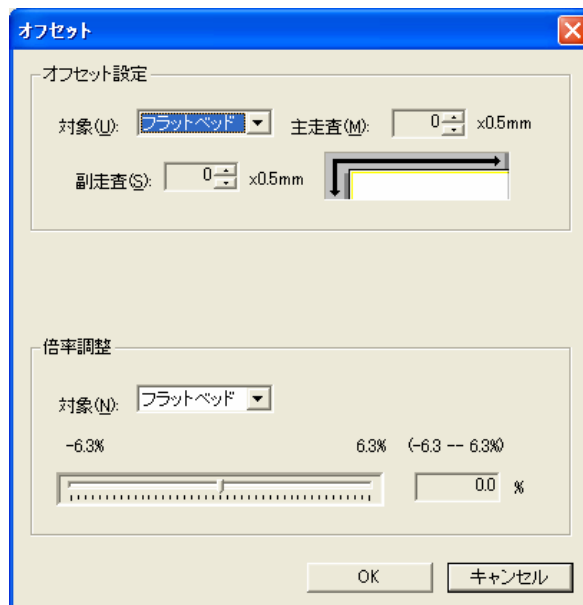 オフセット
オフセット設定
対象(U): フラットベッド 主走査(M): 0 x0.5mm
副走査(S): 0 x0.5mm
倍率調整
対象(N): フラットベッド
-6.3% 6.3% (-6.3 -- 6.3%)
0.0 %
OK キャンセル